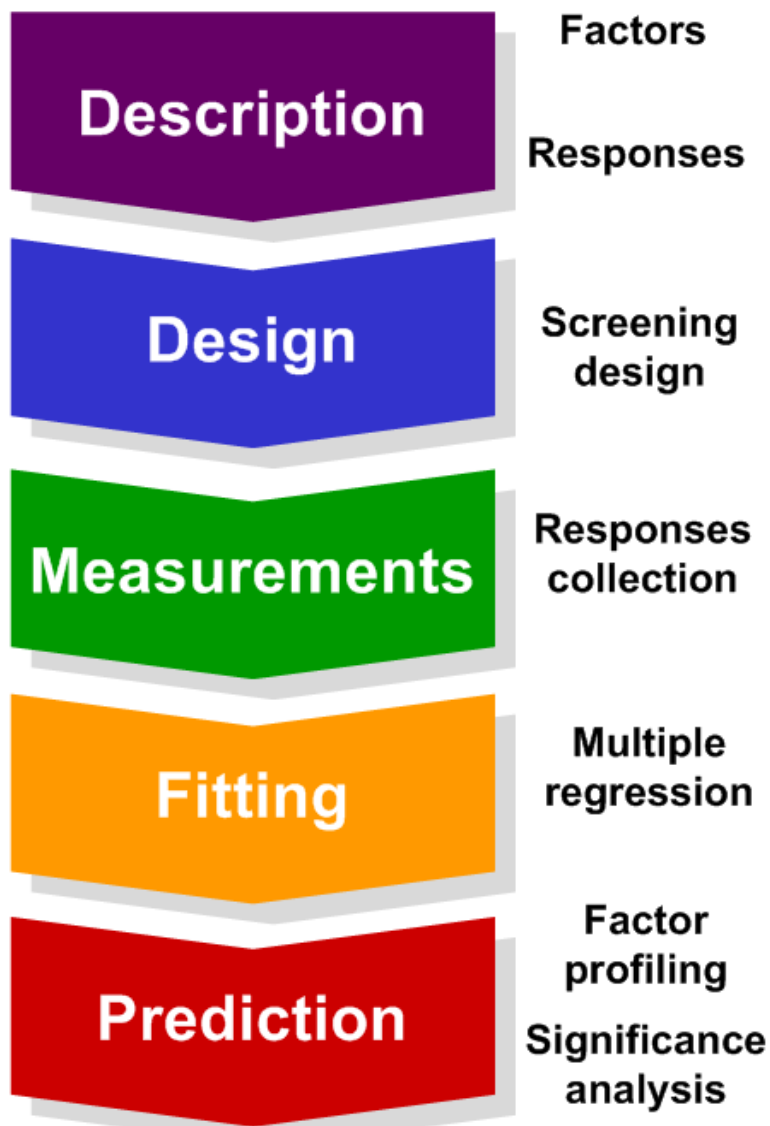 Factors
Description
Responses
Design
Screening
design
Measurements
Responses
collection
Fitting
Multiple
regression
Prediction
Factor
profiling
Significance
analysis